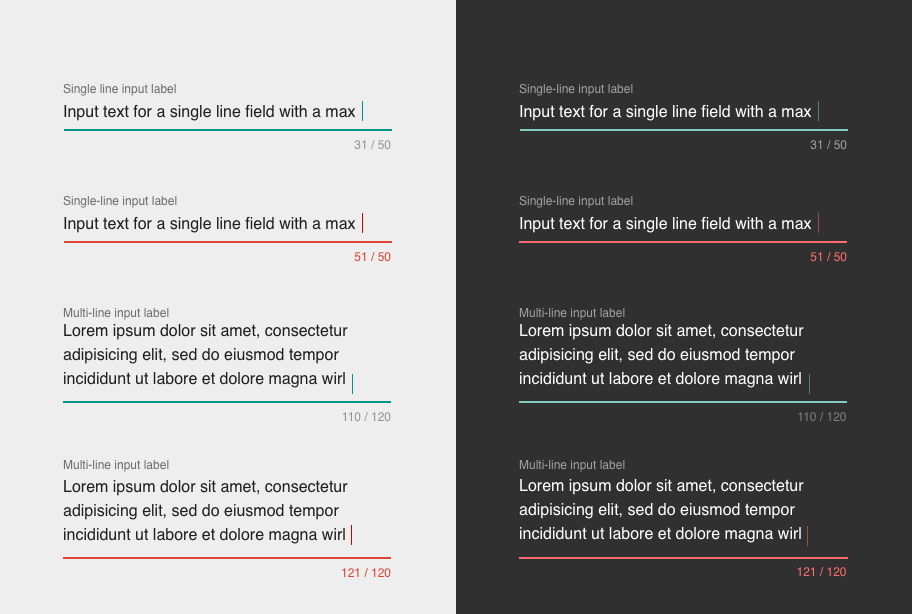 Single line input label
Input text for a single line field with a max
31 / 50
Single-line input label
Input text for a single line field with a max
51 / 50
Multi-line input label
Lorem ipsum dolor sit amet, consectetur
adipisicing elit, sed do eiusmod tempor
incididunt ut labore et dolore magna wirl
110 / 120
Multi-line input label
Lorem ipsum dolor sit amet, consectetur
adipisicing elit, sed do eiusmod tempor
incididunt ut labore et dolore magna wirl
121 / 120
Single-line input label
Input text for a single line field with a max
31 / 50
Single-line input label
Input text for a single line field with a max
51 / 50
Multi-line input label
Lorem ipsum dolor sit amet, consectetur
adipisicing elit, sed do eiusmod tempor
incididunt ut labore et dolore magna wirl
110 / 120
Multi-line input label
Lorem ipsum dolor sit amet, consectetur
adipisicing elit, sed do eiusmod tempor
incididunt ut labore et dolore magna wirl
121 / 120